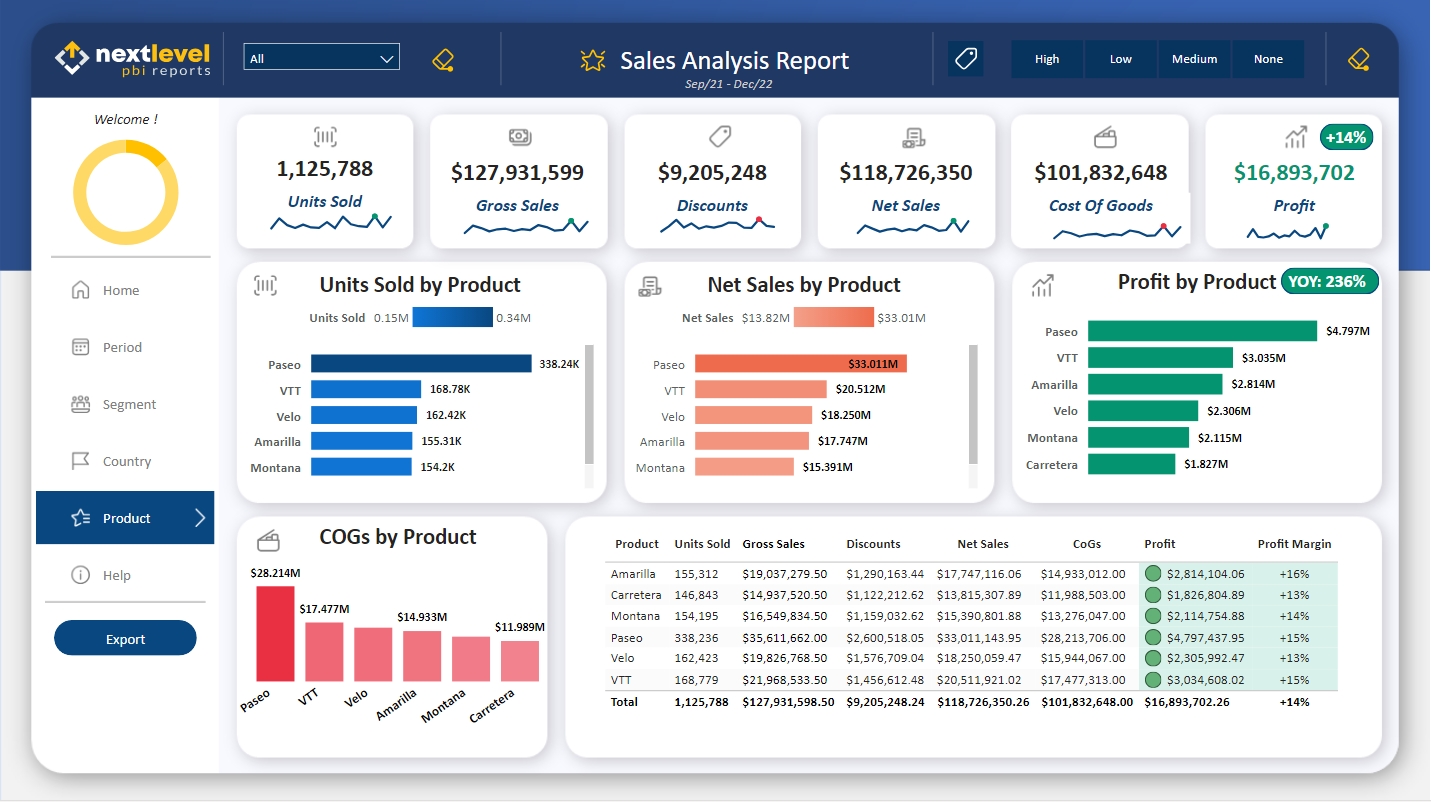 nextlevel
pbi reports
All
Sales Analysis Report
Sep/21 - Dec/22
High Low Medium None
Welcome !
Home
Period
Segment
Country
Product
Help
Export
1,125,788
Units Sold
$127,931,599
Gross Sales
$9,205,248
Discounts
$118,726,350
Net Sales
$101,832,648
Cost Of Goods
+14%
$16,893,702
Profit
Units Sold by Product
Units Sold 0.15M 0.34M
Paseo 338.24K
VTT 168.78K
Velo 162.42K
Amarilla 155.31K
Montana 154.2K
Net Sales by Product
Net Sales $13.82M $33.01M
Paseo $33.011M
VTT $20.512M
Velo $18.250M
Amarilla $17.747M
Montana $15.391M
Profit by Product YOY: 236%
Paseo $4.797M
VTT $3.035M
Amarilla $2.814M
Velo $2.306M
Montana $2.115M
Carretera $1.827M
COGs by Product
$28.214M
$17.477M
$14.933M
$11.989M
Paseo VTT Velo Amarilla Montana Carretera
Product Units Sold Gross Sales Discounts Net Sales CoGs Profit Profit Margin
Amarilla 155,312 $19,037,279.50 $1,290,163.44 $17,747,116.06 $14,933,012.00 $2,814,104.06 +16%
Carretera 146,843 $14,937,520.50 $1,122,212.62 $13,815,307.89 $11,988,503.00 $1,826,804.89 +13%
Montana 154,195 $16,549,834.50 $1,159,032.62 $15,390,801.88 $13,276,047.00 $2,114,754.88 +14%
Paseo 338,236 $35,611,662.00 $2,600,518.05 $33,011,143.95 $28,213,706.00 $4,797,437.95 +15%
Velo 162,423 $19,826,768.50 $1,576,709.04 $18,250,059.47 $15,944,067.00 $2,305,992.47 +13%
VTT 168,779 $21,968,533.50 $1,456,612.48 $20,511,921.02 $17,477,313.00 $3,034,608.02 +15%
Total 1,125,788 $127,931,598.50 $9,205,248.24 $118,726,350.26 $101,832,648.00 $16,893,702.26 +14%